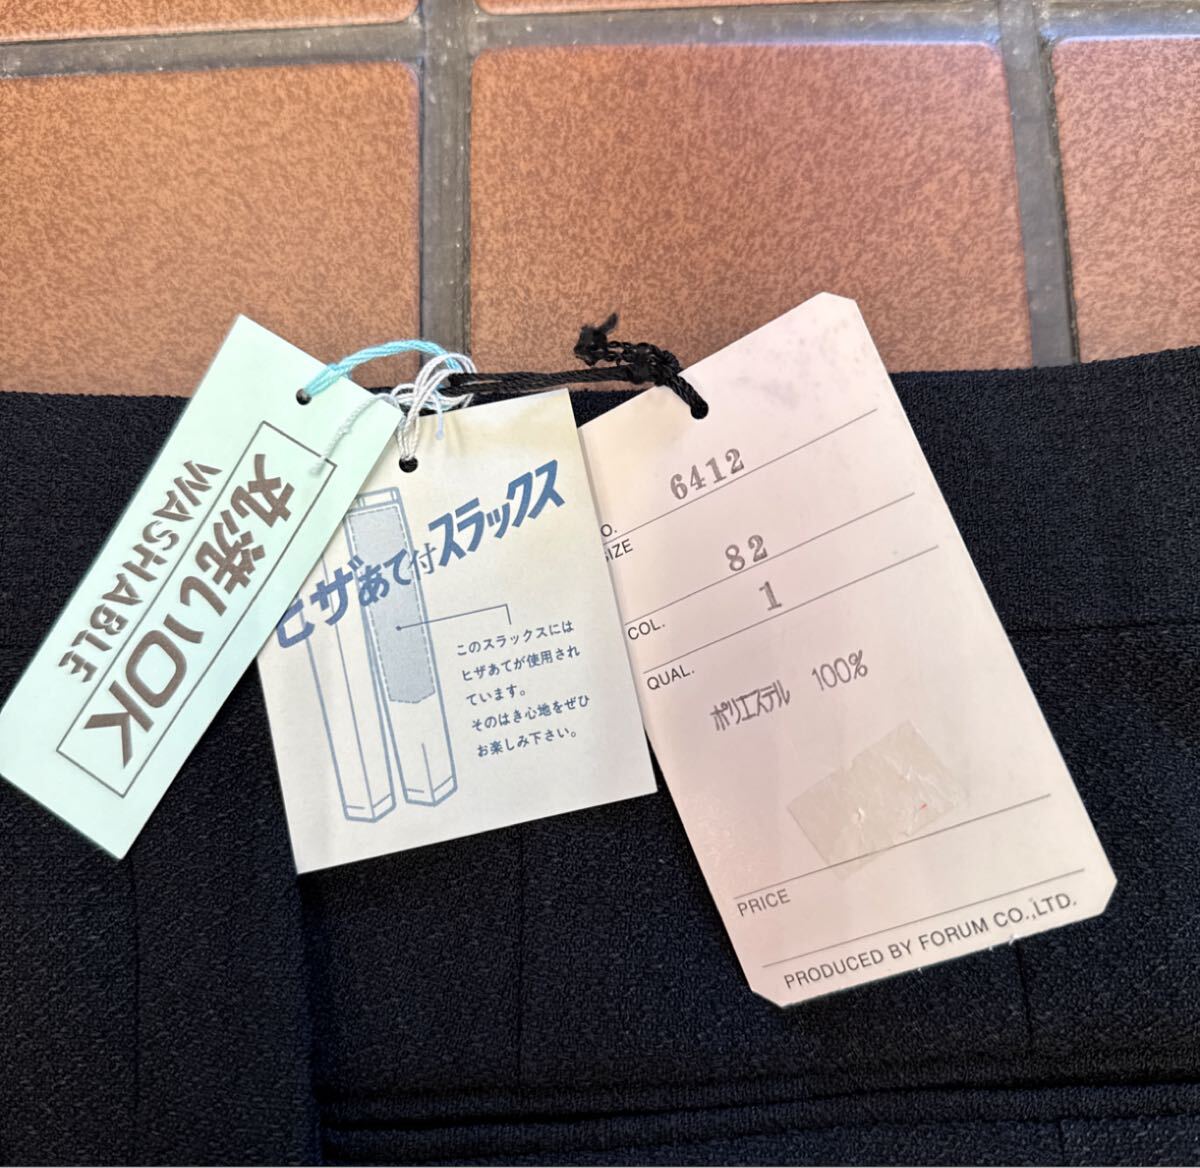 丸洗いOK
WASHABLE
ヒザあて付スラックス
このスラックスには
ヒザあてが使用され
ています。
そのはき心地をぜひ
お楽しみ下さい。
O. 6412
SIZE 82
COL. 1
QUAL.
ポリエステル 100%
PRICE
PRODUCED BY FORUM CO.,LTD.